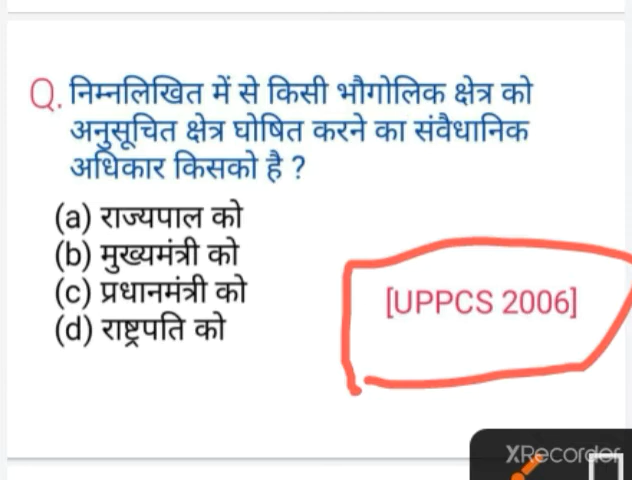 Q. निम्नलिखित में से किसी भौगोलिक क्षेत्र को
अनुसूचित क्षेत्र घोषित करने का संवैधानिक
अधिकार किसको है ?
(a) राज्यपाल को
(b) मुख्यमंत्री को
(c) प्रधानमंत्री को
(d) राष्ट्रपति को
[UPPCS 2006]
XRecorder